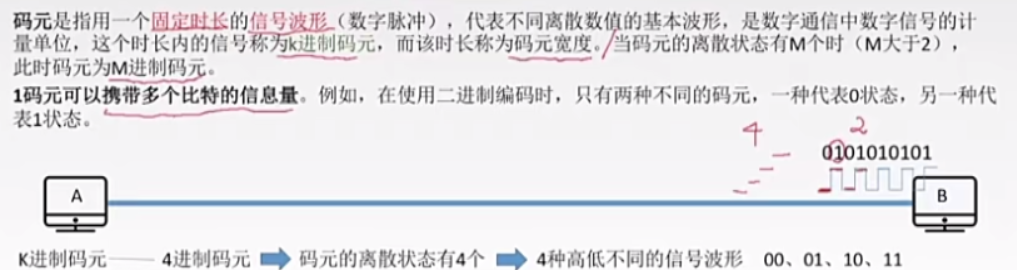 码元是指用一个固定时长的信号波形（数字脉冲），代表不同离散数值的基本波形，是数字通信中数字信号的计
量单位，这个时长内的信号称为k进制码元，而该时长称为码元宽度。当码元的离散状态有M个时（M大于2），
此时码元为M进制码元。
1码元可以携带多个比特的信息量。例如，在使用二进制编码时，只有两种不同的码元，一种代表0状态，另一种代
表1状态。
4 2
0101010101
A B
K进制码元 4进制码元 码元的离散状态有4个 4种高低不同的信号波形 00、01、10、11